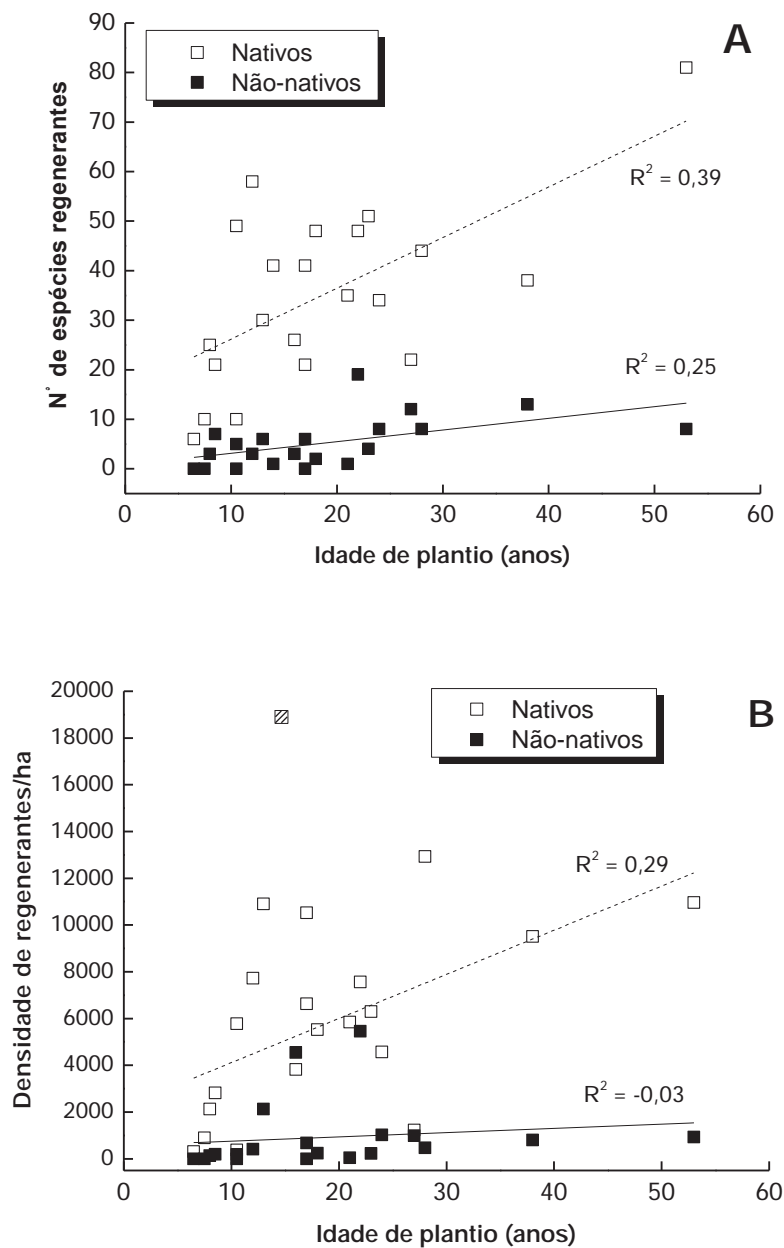 A
Nativos
Não-nativos
90
80
70
60
50
40
30
20
10
0
R² = 0,39
R² = 0,25
N° de espécies regenerantes
0 10 20 30 40 50 60
Idade de plantio (anos)
B
Nativos
Não-nativos
20000
18000
16000
14000
12000
10000
8000
6000
4000
2000
0
R² = 0,29
R² = -0,03
Densidade de regenerantes/ha
0 10 20 30 40 50 60
Idade de plantio (anos)